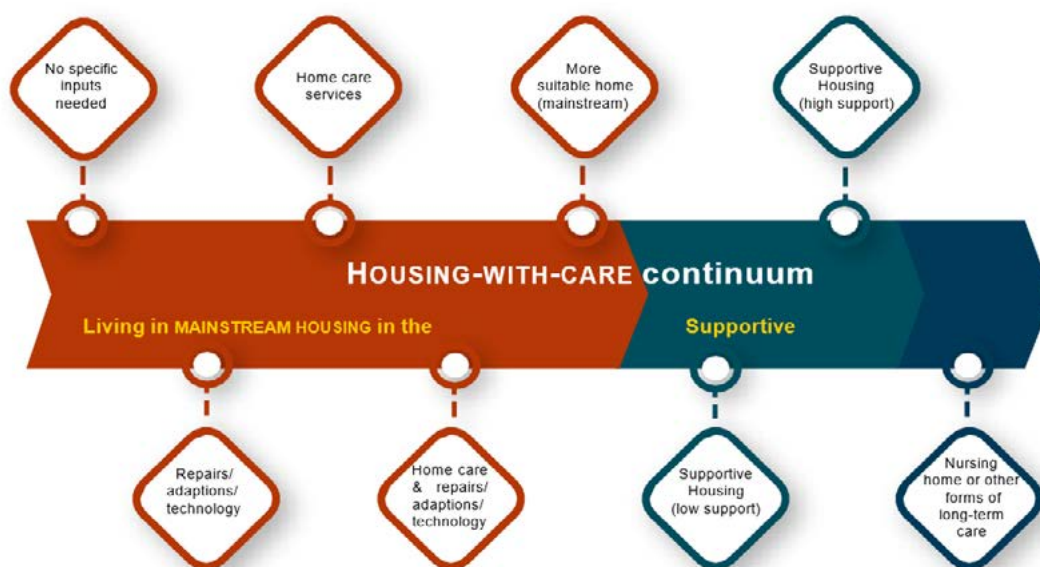 No specific
inputs
needed
Home care
services
More
suitable home
(mainstream)
Supportive
Housing
(high support)
HOUSING-WITH-CARE continuum
Living in MAINSTREAM HOUSING in the
Supportive
Repairs/
adaptions/
technology
Home care
& repairs/
adaptions/
technology
Supportive
Housing
(low support)
Nursing
home or other
forms of
long-term
care